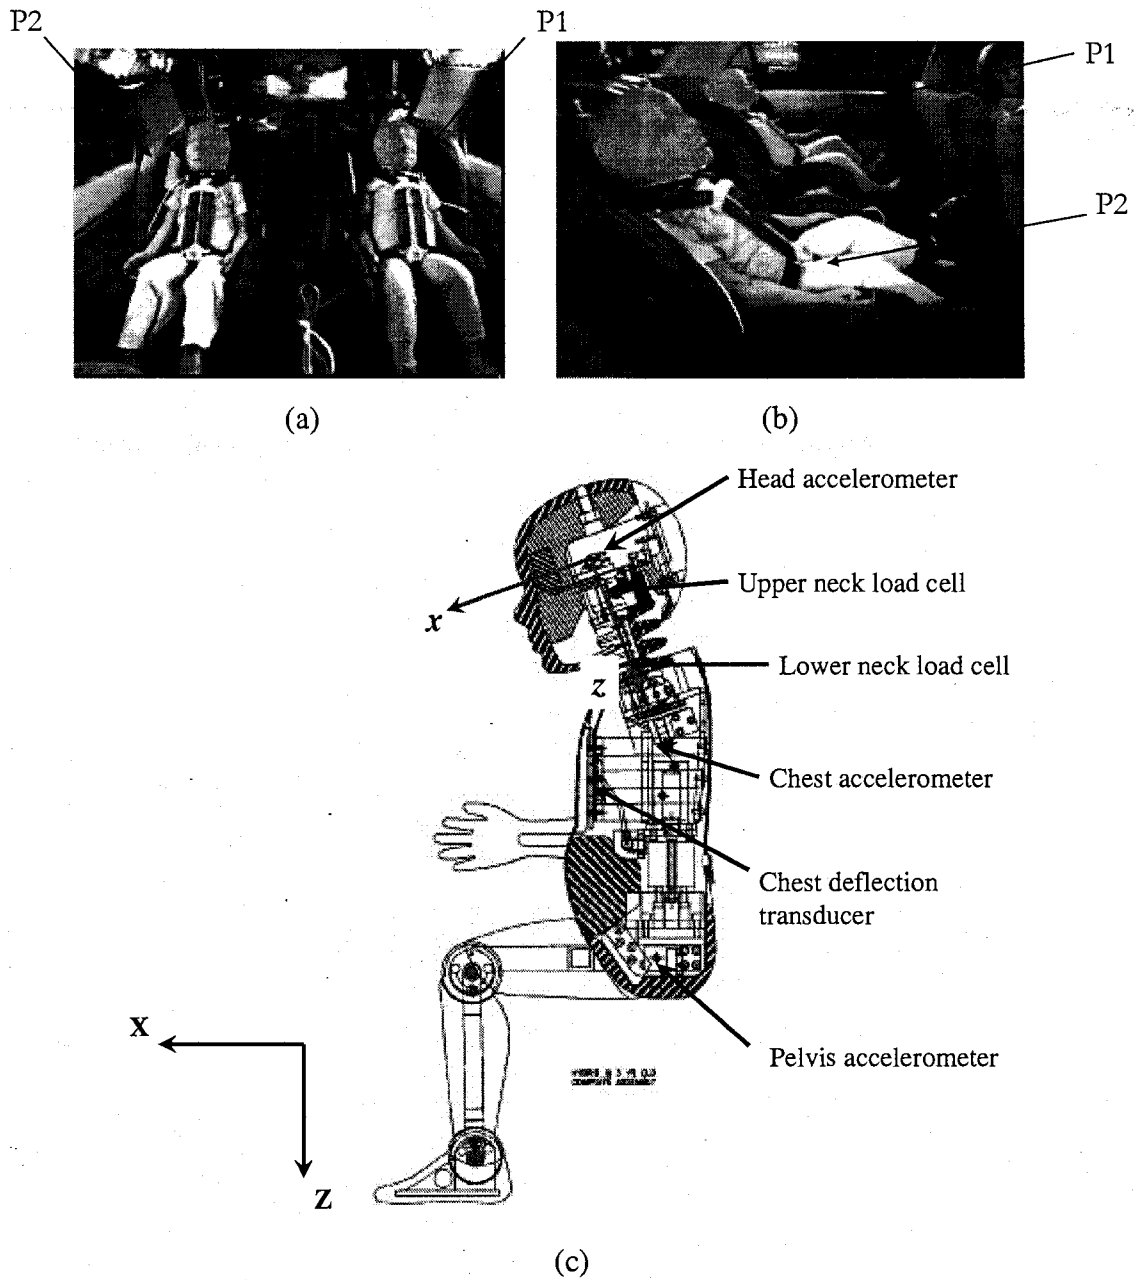 P2
P1
P1
P2
(a)
(b)
Head accelerometer
Upper neck load cell
x
Lower neck load cell
z
Chest accelerometer
Chest deflection
transducer
X
Pelvis accelerometer
Z
(c)